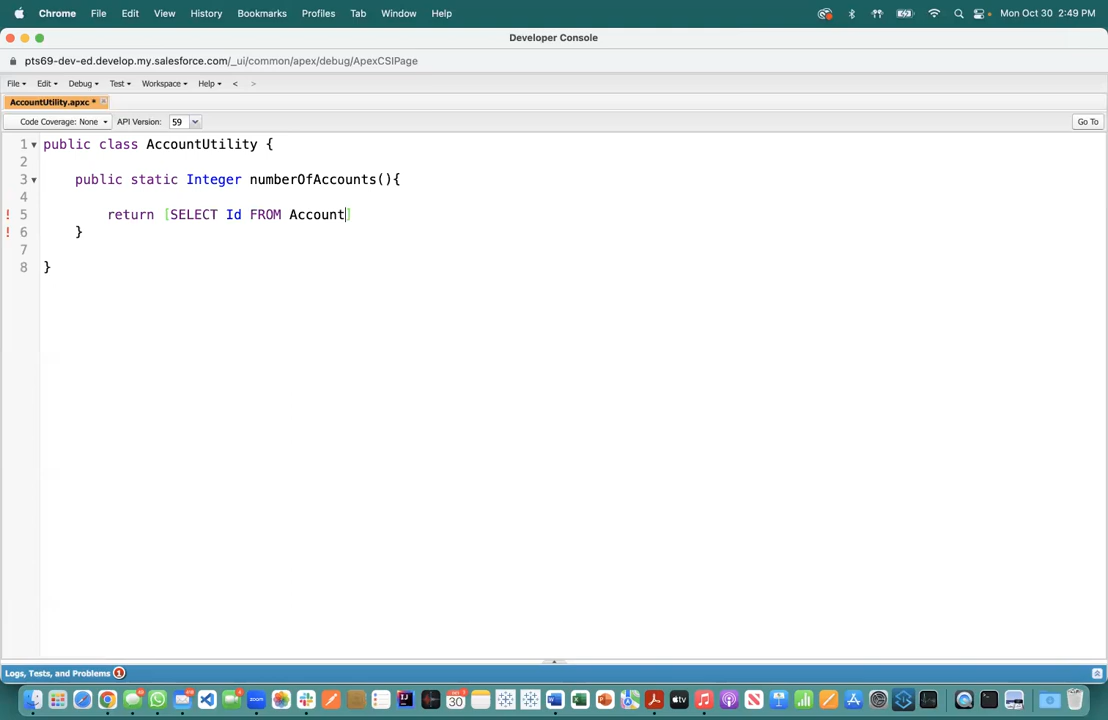 Chrome File Edit View History Bookmarks Profiles Tab Window Help Mon Oct 30 2:49 PM
Developer Console
pts69-dev-ed.develop.my.salesforce.com/_ui/common/apex/debug/ApexCSIPage
File Edit Debug Test Workspace Help < >
AccountUtility.apxc *
Code Coverage: None API Version: 59 Go To
1 public class AccountUtility {
2
3 public static Integer numberOfAccounts(){
4
! 5 return [SELECT Id FROM Account]
! 6 }
7
8 }
Logs, Tests, and Problems 1